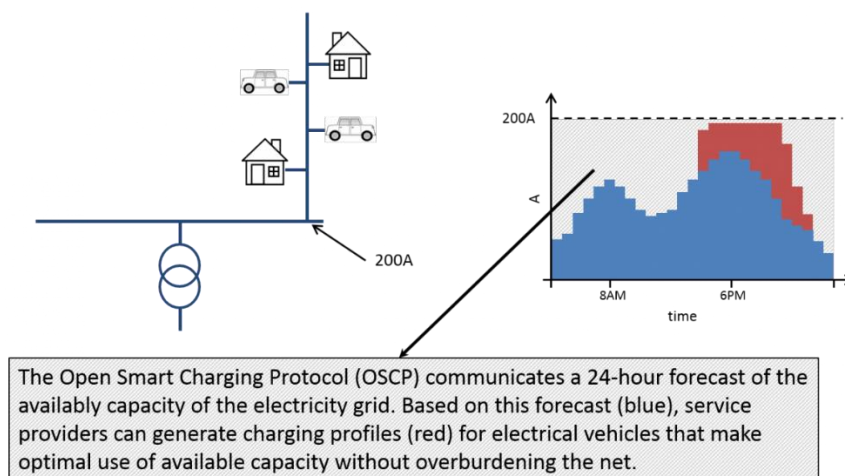 200A
200A
A
8AM
6PM
time
The Open Smart Charging Protocol (OSCP) communicates a 24-hour forecast of the
availably capacity of the electricity grid. Based on this forecast (blue), service
providers can generate charging profiles (red) for electrical vehicles that make
optimal use of available capacity without overburdening the net.